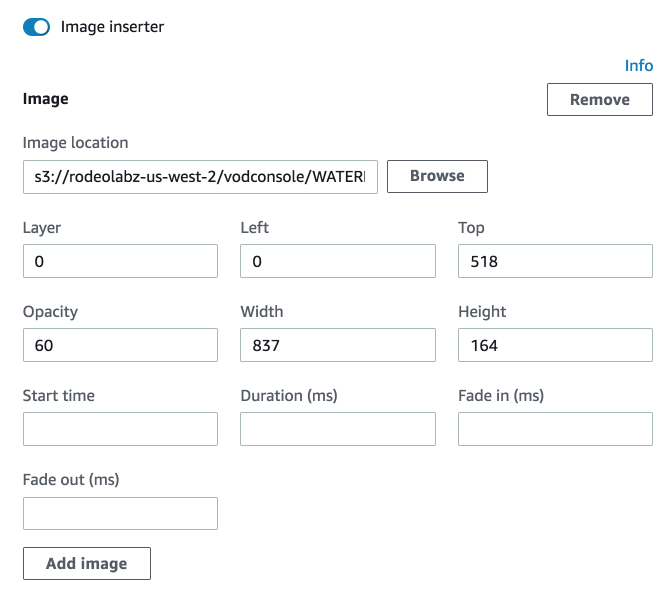 Image inserter
Info
Image
Remove
Image location
s3://rodeolabz-us-west-2/vodconsole/WATER
Browse
Layer Left Top
0 0 518
Opacity Width Height
60 837 164
Start time Duration (ms) Fade in (ms)
Fade out (ms)
Add image